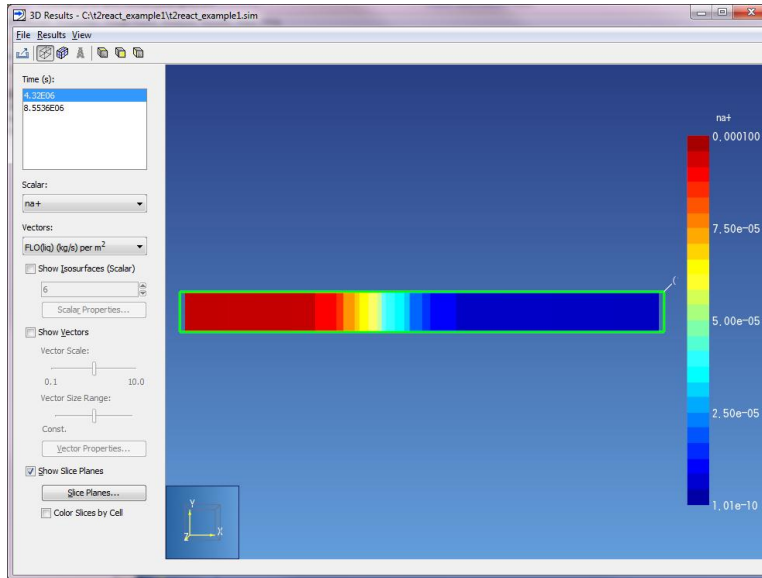 3D Results - C:\t2react_example1\t2react_example1.sim
File Results View
Time (s):
4.32E06
8.5536E06
Scalar:
na+
Vectors:
FLO(liq) (kg/s) per m²
Show Isosurfaces (Scalar)
6
Scalar Properties...
Show Vectors
Vector Scale:
0.1 10.0
Vector Size Range:
Const.
Vector Properties...
Show Slice Planes
Slice Planes...
Color Slices by Cell
na+
0.000100
7.50e-05
5.00e-05
2.50e-05
1.01e-10
Y
Z X